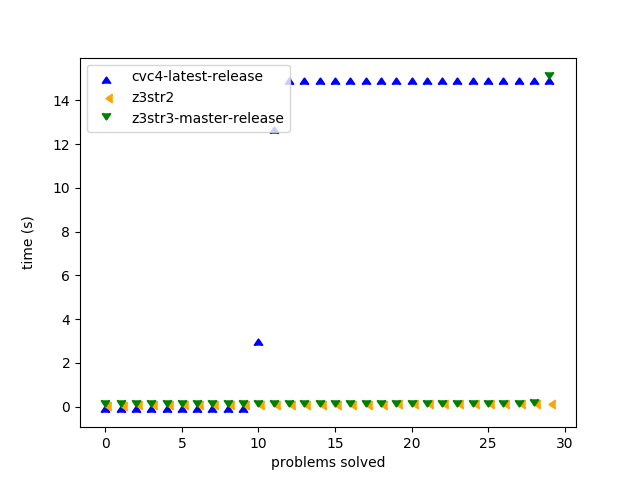 cvc4-latest-release
z3str2
z3str3-master-release
14
12
10
8
6
4
2
0
time (s)
0 5 10 15 20 25 30
problems solved